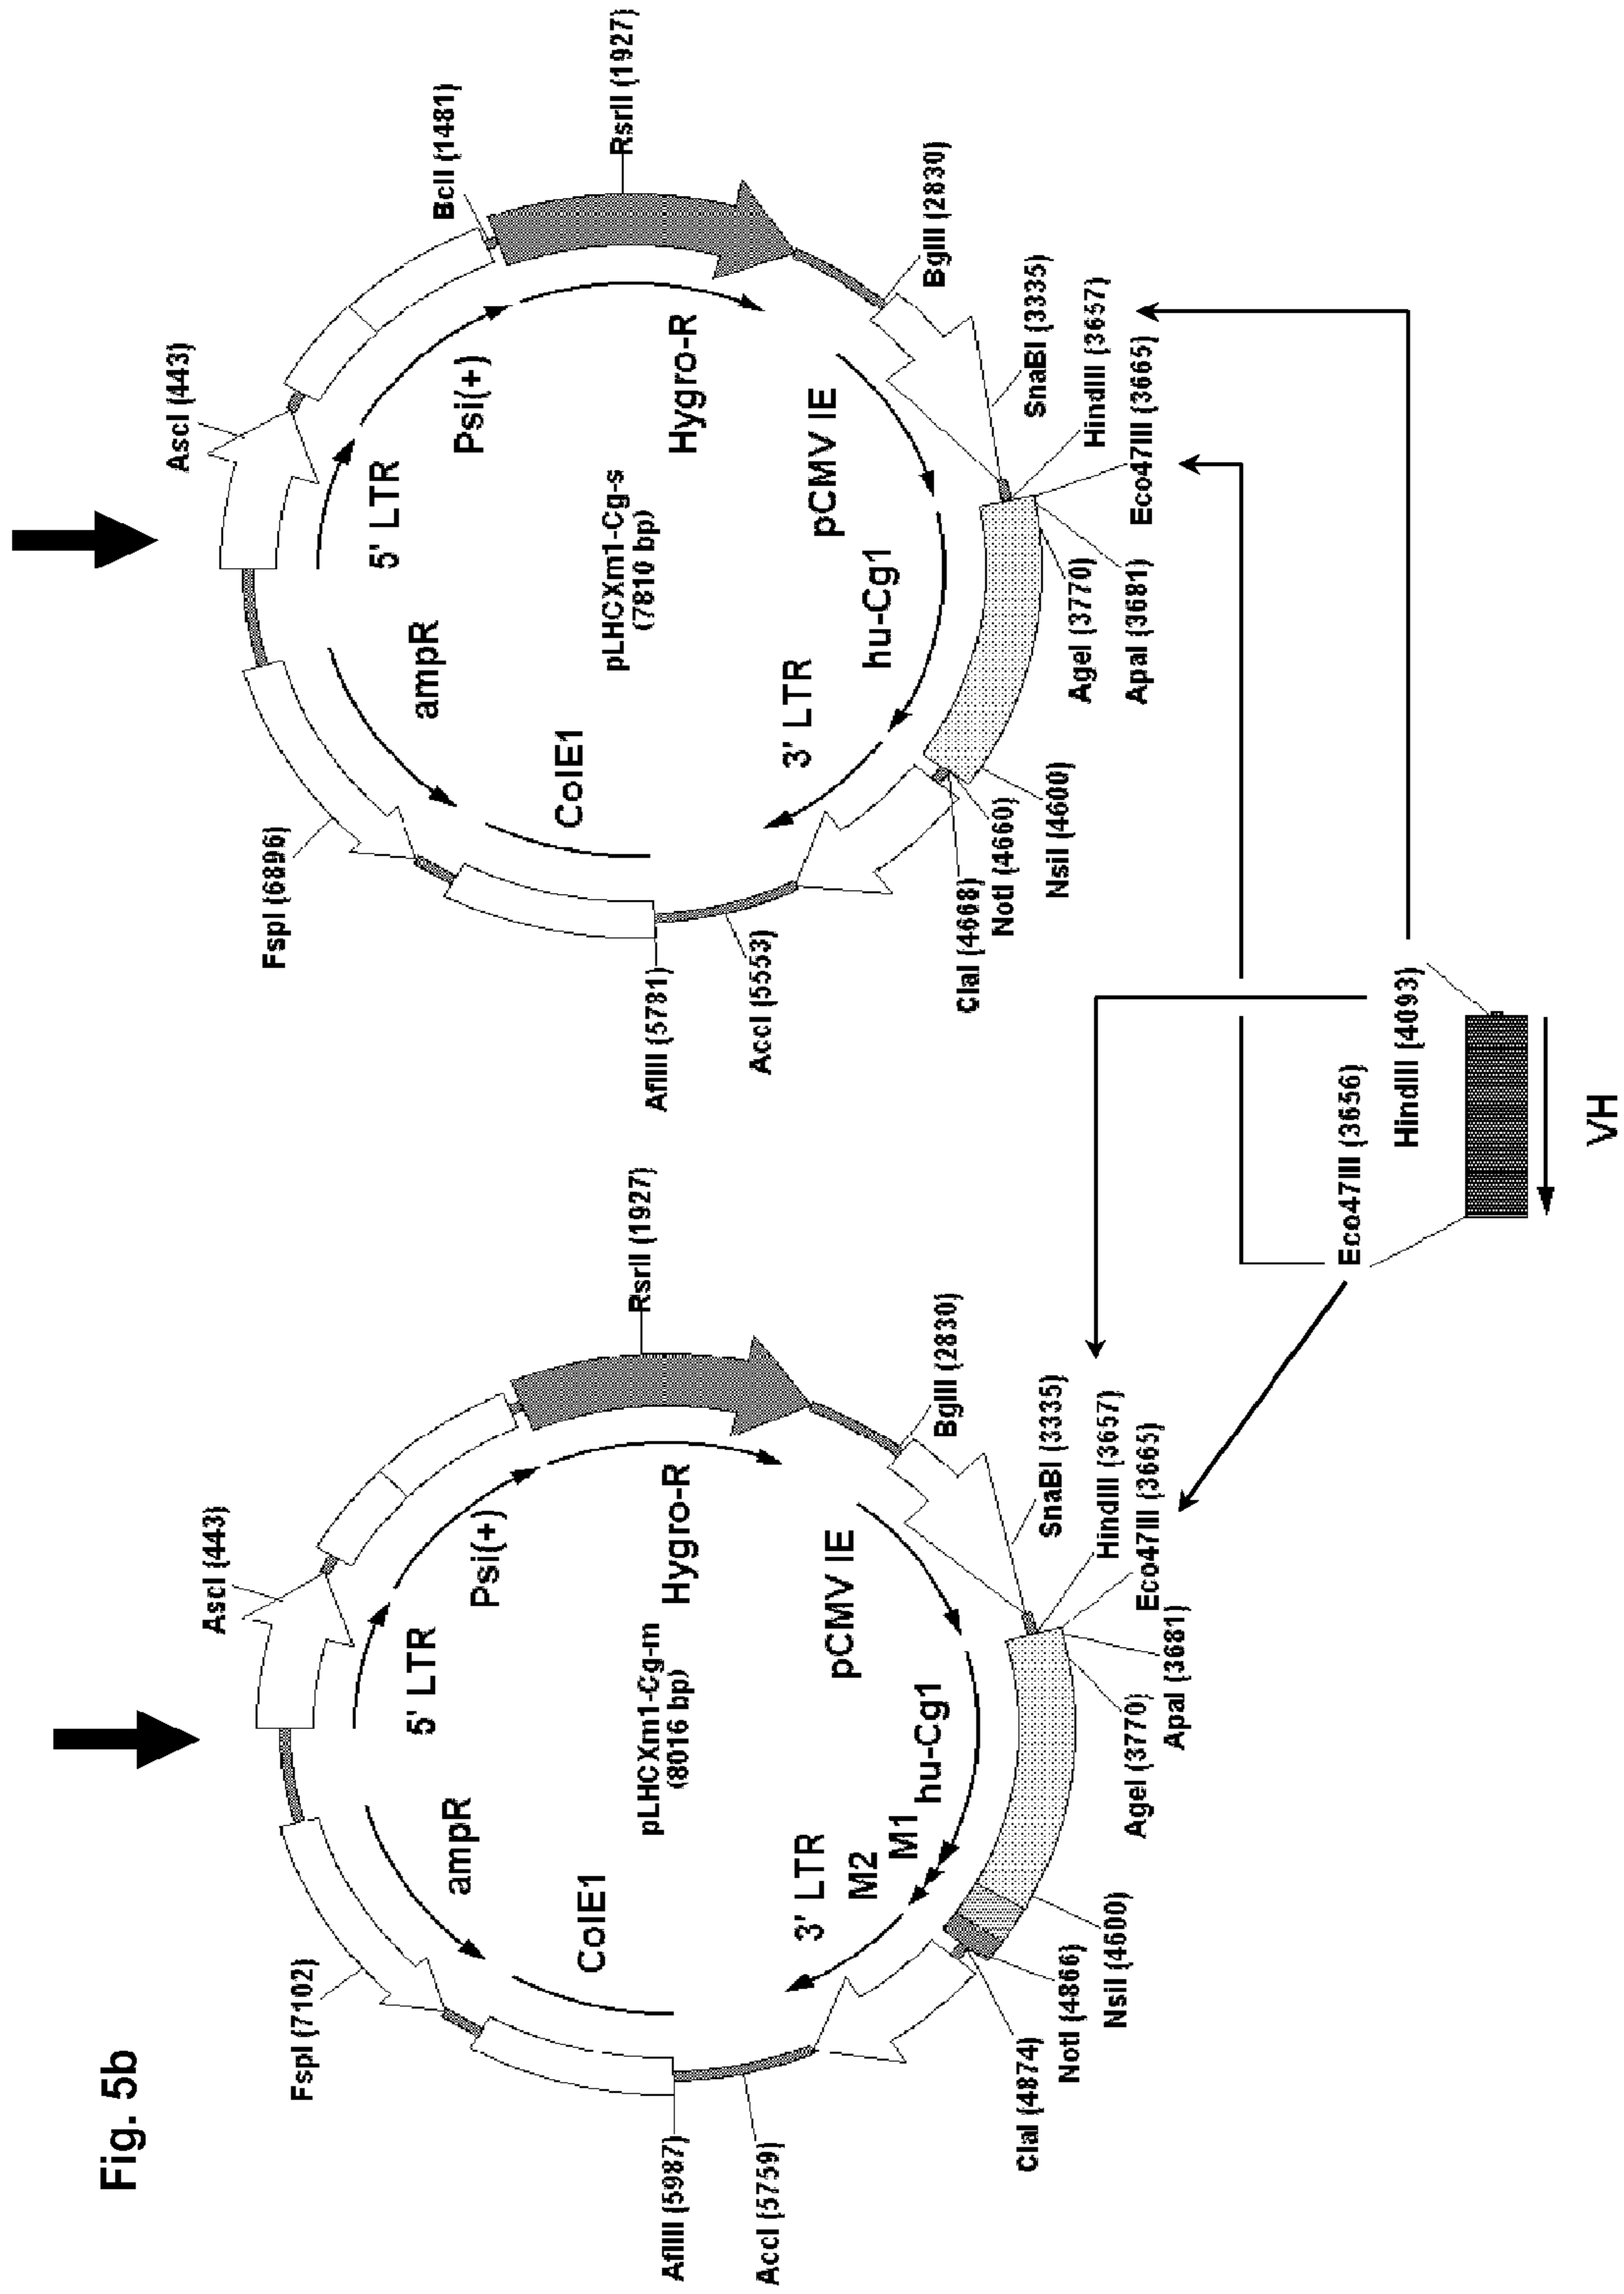 Fig. 5b
AscI (443)
RsrII (1927)
BglII (2830)
SnaBI (3335)
HindIII (3657)
Eco47III (3665)
ApaI (3681)
AgeI (3770)
NsiI (4600)
NotI (4866)
ClaI (4874)
AccI (5759)
AflIII (5987)
FspI (7102)
5' LTR
Psi(+)
Hygro-R
pCMV IE
hu-Cg1
M1
M2
3' LTR
ColE1
ampR
pLHCXm1-Cg-m
(8016 bp)
AscI (443)
BclI (1481)
RsrII (1927)
BglII (2830)
SnaBI (3335)
HindIII (3657)
Eco47III (3665)
ApaI (3681)
AgeI (3770)
NsiI (4600)
NotI (4660)
ClaI (4668)
AccI (5553)
AflIII (5781)
FspI (6896)
5' LTR
Psi(+)
Hygro-R
pCMV IE
hu-Cg1
3' LTR
ColE1
ampR
pLHCXm1-Cg-s
(7810 bp)
Eco47III (3656)
HindIII (4093)
VH